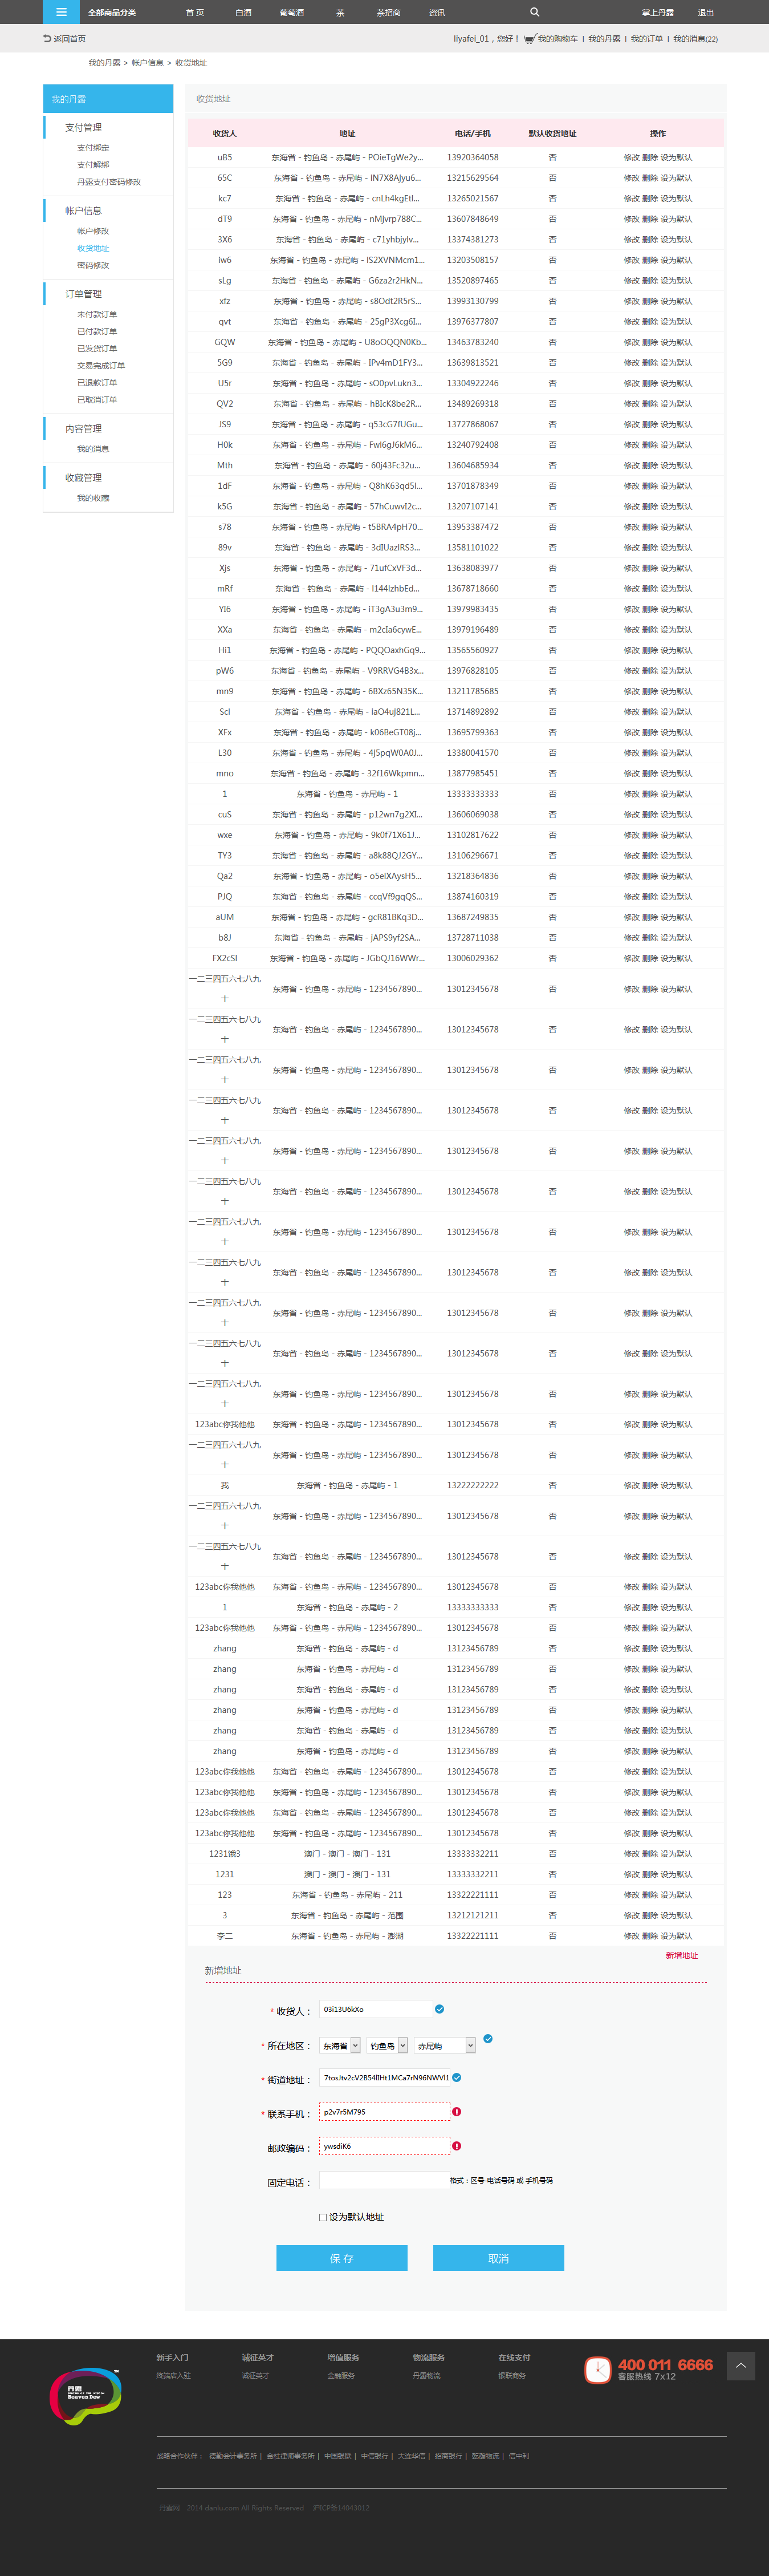 全部商品分类 首 页 白酒 葡萄酒 茶 茶招商 资讯 掌上丹露 退出
返回首页 liyafei_01，您好！ 我的购物车 | 我的丹露 | 我的订单 | 我的消息(22)
我的丹露 > 帐户信息 > 收货地址
我的丹露
支付管理
支付绑定
支付解绑
丹露支付密码修改
帐户信息
帐户修改
收货地址
密码修改
订单管理
未付款订单
已付款订单
已发货订单
交易完成订单
已退款订单
已取消订单
内容管理
我的消息
收藏管理
我的收藏
收货地址
收货人 地址 电话/手机 默认收货地址 操作
uB5 东海省 - 钓鱼岛 - 赤尾屿 - POieTgWe2y... 13920364058 否 修改 删除 设为默认
65C 东海省 - 钓鱼岛 - 赤尾屿 - iN7X8Ajyu6... 13215629564 否 修改 删除 设为默认
kc7 东海省 - 钓鱼岛 - 赤尾屿 - cnLh4kgEtl... 13265021567 否 修改 删除 设为默认
dT9 东海省 - 钓鱼岛 - 赤尾屿 - nMjvrp788C... 13607848649 否 修改 删除 设为默认
3X6 东海省 - 钓鱼岛 - 赤尾屿 - c71yhbjylv... 13374381273 否 修改 删除 设为默认
iw6 东海省 - 钓鱼岛 - 赤尾屿 - IS2XVNMcm1... 13203508157 否 修改 删除 设为默认
sLg 东海省 - 钓鱼岛 - 赤尾屿 - G6za2r2HkN... 13520897465 否 修改 删除 设为默认
xfz 东海省 - 钓鱼岛 - 赤尾屿 - s8Odt2R5rS... 13993130799 否 修改 删除 设为默认
qvt 东海省 - 钓鱼岛 - 赤尾屿 - 25gP3Xcg6I... 13976377807 否 修改 删除 设为默认
GQW 东海省 - 钓鱼岛 - 赤尾屿 - U8oOQQN0Kb... 13463783240 否 修改 删除 设为默认
5G9 东海省 - 钓鱼岛 - 赤尾屿 - IPv4mD1FY3... 13639813521 否 修改 删除 设为默认
U5r 东海省 - 钓鱼岛 - 赤尾屿 - sO0pvLukn3... 13304922246 否 修改 删除 设为默认
QV2 东海省 - 钓鱼岛 - 赤尾屿 - hBIcK8be2R... 13489269318 否 修改 删除 设为默认
JS9 东海省 - 钓鱼岛 - 赤尾屿 - q53cG7fUGu... 13727868067 否 修改 删除 设为默认
H0k 东海省 - 钓鱼岛 - 赤尾屿 - Fwl6gJ6kM6... 13240792408 否 修改 删除 设为默认
Mth 东海省 - 钓鱼岛 - 赤尾屿 - 60j43Fc32u... 13604685934 否 修改 删除 设为默认
1dF 东海省 - 钓鱼岛 - 赤尾屿 - Q8hK63qd5l... 13701878349 否 修改 删除 设为默认
k5G 东海省 - 钓鱼岛 - 赤尾屿 - 57hCuwvI2c... 13207107141 否 修改 删除 设为默认
s78 东海省 - 钓鱼岛 - 赤尾屿 - t5BRA4pH70... 13953387472 否 修改 删除 设为默认
89v 东海省 - 钓鱼岛 - 赤尾屿 - 3dIUazlRS3... 13581101022 否 修改 删除 设为默认
Xjs 东海省 - 钓鱼岛 - 赤尾屿 - 71ufCxVF3d... 13638083977 否 修改 删除 设为默认
mRf 东海省 - 钓鱼岛 - 赤尾屿 - l144lzhbEd... 13678718660 否 修改 删除 设为默认
YI6 东海省 - 钓鱼岛 - 赤尾屿 - iT3gA3u3m9... 13979983435 否 修改 删除 设为默认
XXa 东海省 - 钓鱼岛 - 赤尾屿 - m2cIa6cywE... 13979196489 否 修改 删除 设为默认
Hi1 东海省 - 钓鱼岛 - 赤尾屿 - PQQOaxhGq9... 13565560927 否 修改 删除 设为默认
pW6 东海省 - 钓鱼岛 - 赤尾屿 - V9RRVG4B3x... 13976828105 否 修改 删除 设为默认
mn9 东海省 - 钓鱼岛 - 赤尾屿 - 6BXz65N35K... 13211785685 否 修改 删除 设为默认
Scl 东海省 - 钓鱼岛 - 赤尾屿 - iaO4uj821L... 13714892892 否 修改 删除 设为默认
XFx 东海省 - 钓鱼岛 - 赤尾屿 - k06BeGT08j... 13695799363 否 修改 删除 设为默认
L30 东海省 - 钓鱼岛 - 赤尾屿 - 4j5pqW0A0J... 13380041570 否 修改 删除 设为默认
mno 东海省 - 钓鱼岛 - 赤尾屿 - 32f16Wkpmn... 13877985451 否 修改 删除 设为默认
1 东海省 - 钓鱼岛 - 赤尾屿 - 1 13333333333 否 修改 删除 设为默认
cuS 东海省 - 钓鱼岛 - 赤尾屿 - p12wn7g2XI... 13606069038 否 修改 删除 设为默认
wxe 东海省 - 钓鱼岛 - 赤尾屿 - 9k0f71X61J... 13102817622 否 修改 删除 设为默认
TY3 东海省 - 钓鱼岛 - 赤尾屿 - a8k88QJ2GY... 13106296671 否 修改 删除 设为默认
Qa2 东海省 - 钓鱼岛 - 赤尾屿 - o5eIXAysH5... 13218364836 否 修改 删除 设为默认
PJQ 东海省 - 钓鱼岛 - 赤尾屿 - ccqVf9gqQS... 13874160319 否 修改 删除 设为默认
aUM 东海省 - 钓鱼岛 - 赤尾屿 - gcR81BKq3D... 13687249835 否 修改 删除 设为默认
b8J 东海省 - 钓鱼岛 - 赤尾屿 - jAPS9yf2SA... 13728711038 否 修改 删除 设为默认
FX2cSl 东海省 - 钓鱼岛 - 赤尾屿 - JGbQJ16WWr... 13006029362 否 修改 删除 设为默认
一二三四五六七八九
十 东海省 - 钓鱼岛 - 赤尾屿 - 1234567890... 13012345678 否 修改 删除 设为默认
一二三四五六七八九
十 东海省 - 钓鱼岛 - 赤尾屿 - 1234567890... 13012345678 否 修改 删除 设为默认
一二三四五六七八九
十 东海省 - 钓鱼岛 - 赤尾屿 - 1234567890... 13012345678 否 修改 删除 设为默认
一二三四五六七八九
十 东海省 - 钓鱼岛 - 赤尾屿 - 1234567890... 13012345678 否 修改 删除 设为默认
一二三四五六七八九
十 东海省 - 钓鱼岛 - 赤尾屿 - 1234567890... 13012345678 否 修改 删除 设为默认
一二三四五六七八九
十 东海省 - 钓鱼岛 - 赤尾屿 - 1234567890... 13012345678 否 修改 删除 设为默认
一二三四五六七八九
十 东海省 - 钓鱼岛 - 赤尾屿 - 1234567890... 13012345678 否 修改 删除 设为默认
一二三四五六七八九
十 东海省 - 钓鱼岛 - 赤尾屿 - 1234567890... 13012345678 否 修改 删除 设为默认
一二三四五六七八九
十 东海省 - 钓鱼岛 - 赤尾屿 - 1234567890... 13012345678 否 修改 删除 设为默认
一二三四五六七八九
十 东海省 - 钓鱼岛 - 赤尾屿 - 1234567890... 13012345678 否 修改 删除 设为默认
一二三四五六七八九
十 东海省 - 钓鱼岛 - 赤尾屿 - 1234567890... 13012345678 否 修改 删除 设为默认
123abc你我他他 东海省 - 钓鱼岛 - 赤尾屿 - 1234567890... 13012345678 否 修改 删除 设为默认
一二三四五六七八九
十 东海省 - 钓鱼岛 - 赤尾屿 - 1234567890... 13012345678 否 修改 删除 设为默认
我 东海省 - 钓鱼岛 - 赤尾屿 - 1 13222222222 否 修改 删除 设为默认
一二三四五六七八九
十 东海省 - 钓鱼岛 - 赤尾屿 - 1234567890... 13012345678 否 修改 删除 设为默认
一二三四五六七八九
十 东海省 - 钓鱼岛 - 赤尾屿 - 1234567890... 13012345678 否 修改 删除 设为默认
123abc你我他他 东海省 - 钓鱼岛 - 赤尾屿 - 1234567890... 13012345678 否 修改 删除 设为默认
1 东海省 - 钓鱼岛 - 赤尾屿 - 2 13333333333 否 修改 删除 设为默认
123abc你我他他 东海省 - 钓鱼岛 - 赤尾屿 - 1234567890... 13012345678 否 修改 删除 设为默认
zhang 东海省 - 钓鱼岛 - 赤尾屿 - d 13123456789 否 修改 删除 设为默认
zhang 东海省 - 钓鱼岛 - 赤尾屿 - d 13123456789 否 修改 删除 设为默认
zhang 东海省 - 钓鱼岛 - 赤尾屿 - d 13123456789 否 修改 删除 设为默认
zhang 东海省 - 钓鱼岛 - 赤尾屿 - d 13123456789 否 修改 删除 设为默认
zhang 东海省 - 钓鱼岛 - 赤尾屿 - d 13123456789 否 修改 删除 设为默认
zhang 东海省 - 钓鱼岛 - 赤尾屿 - d 13123456789 否 修改 删除 设为默认
123abc你我他他 东海省 - 钓鱼岛 - 赤尾屿 - 1234567890... 13012345678 否 修改 删除 设为默认
123abc你我他他 东海省 - 钓鱼岛 - 赤尾屿 - 1234567890... 13012345678 否 修改 删除 设为默认
123abc你我他他 东海省 - 钓鱼岛 - 赤尾屿 - 1234567890... 13012345678 否 修改 删除 设为默认
123abc你我他他 东海省 - 钓鱼岛 - 赤尾屿 - 1234567890... 13012345678 否 修改 删除 设为默认
1231饿3 澳门 - 澳门 - 澳门 - 131 13333332211 否 修改 删除 设为默认
1231 澳门 - 澳门 - 澳门 - 131 13333332211 否 修改 删除 设为默认
123 东海省 - 钓鱼岛 - 赤尾屿 - 211 13322221111 否 修改 删除 设为默认
3 东海省 - 钓鱼岛 - 赤尾屿 - 范围 13212121211 否 修改 删除 设为默认
李二 东海省 - 钓鱼岛 - 赤尾屿 - 澎湖 13322221111 否 修改 删除 设为默认
新增地址
新增地址
* 收货人： 03i13U6kXo
* 所在地区： 东海省 钓鱼岛 赤尾屿
* 街道地址： 7tosJtv2cV2B54lIHt1MCa7rN96NWVl1
* 联系手机： p2v7r5M795
邮政编码： ywsdiK6
固定电话： 格式：区号-电话号码 或 手机号码
设为默认地址
保 存 取消
新手入门 诚征英才 增值服务 物流服务 在线支付
终端店入驻 诚征英才 金融服务 丹露物流 银联商务
400 011 6666
客服热线 7x12
丹露
Heaven Dew
战略合作伙伴： 德勤会计事务所 | 金杜律师事务所 | 中国银联 | 中信银行 | 大连华信 | 招商银行 | 乾瀚物流 | 信中利
丹露网 2014 danlu.com All Rights Reserved 沪ICP备14043012